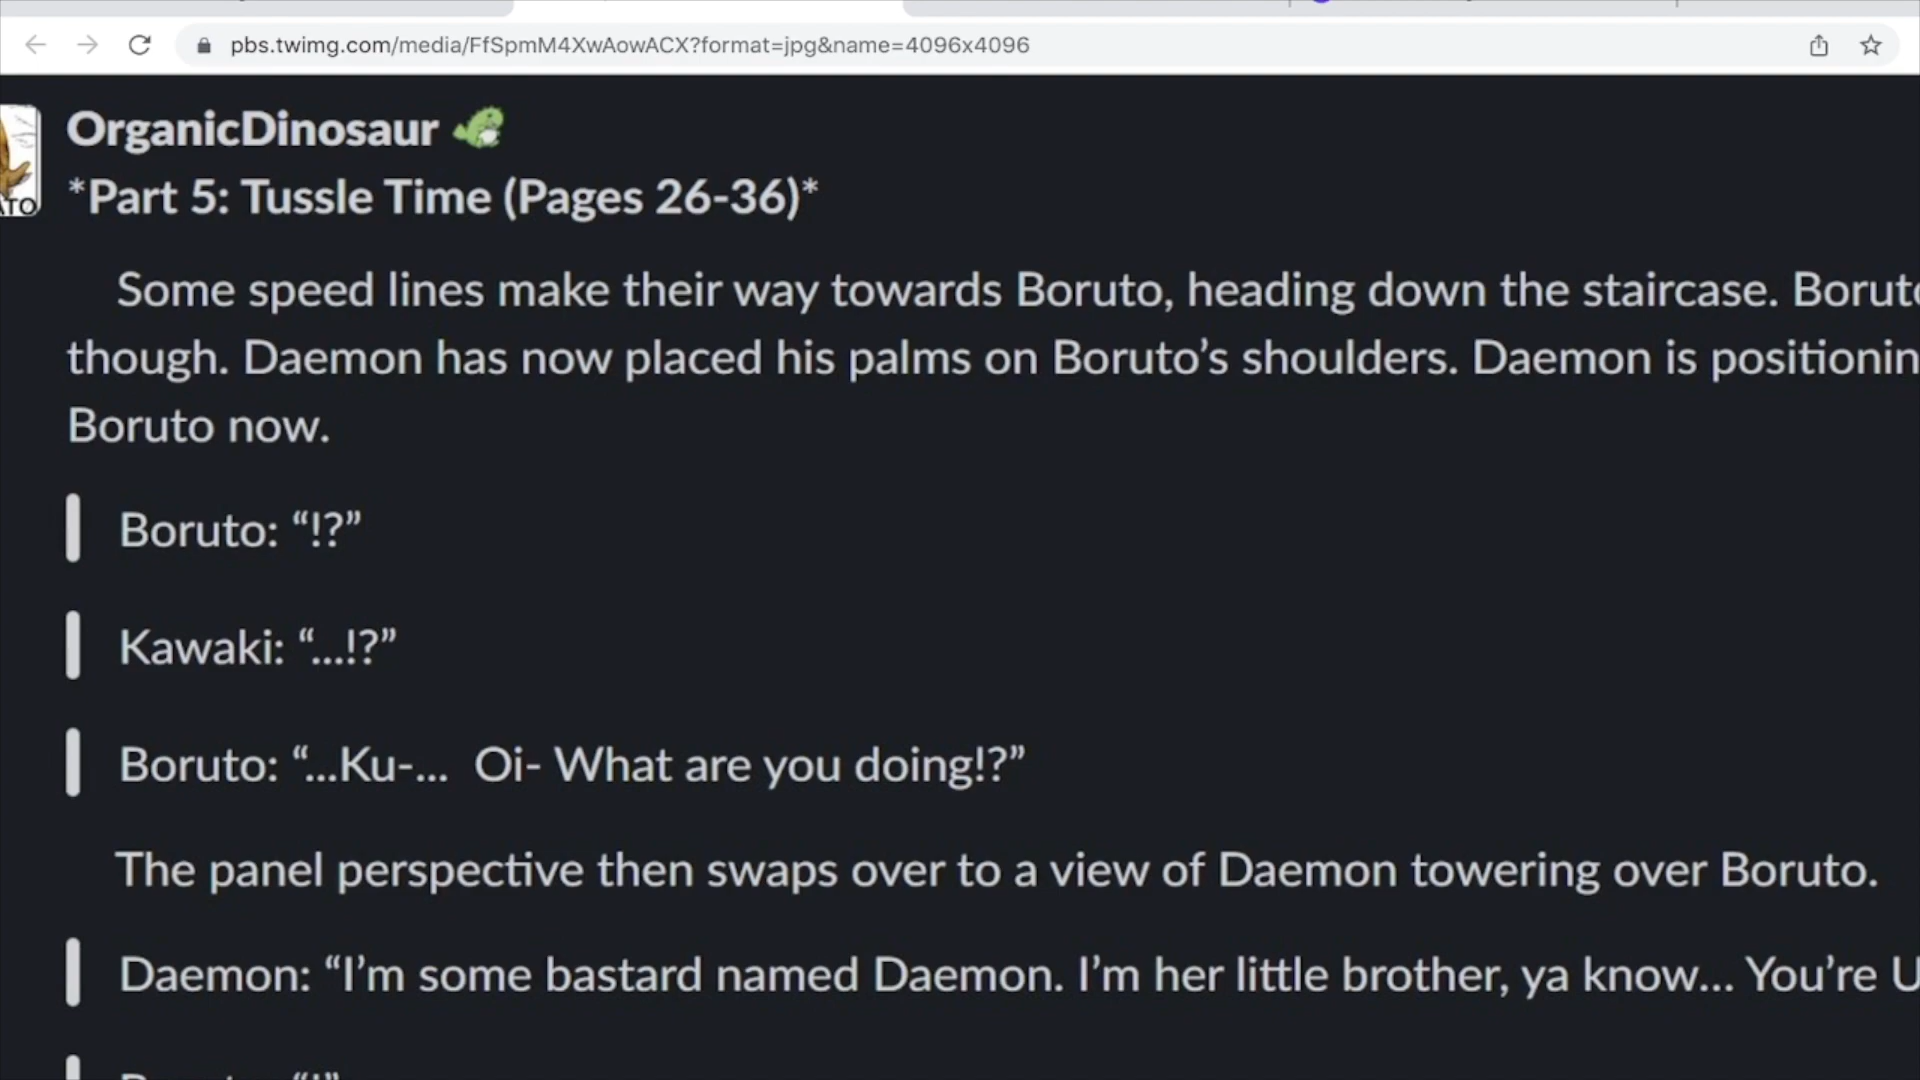 pbs.twimg.com/media/FfSpmM4XwAowACX?format=jpg&name=4096x4096
OrganicDinosaur
*Part 5: Tussle Time (Pages 26-36)*
Some speed lines make their way towards Boruto, heading down the staircase. Boruto
though. Daemon has now placed his palms on Boruto’s shoulders. Daemon is positionin
Boruto now.
Boruto: “!?”
Kawaki: “...!?”
Boruto: “...Ku-... Oi- What are you doing!?”
The panel perspective then swaps over to a view of Daemon towering over Boruto.
Daemon: “I’m some bastard named Daemon. I’m her little brother, ya know... You’re U